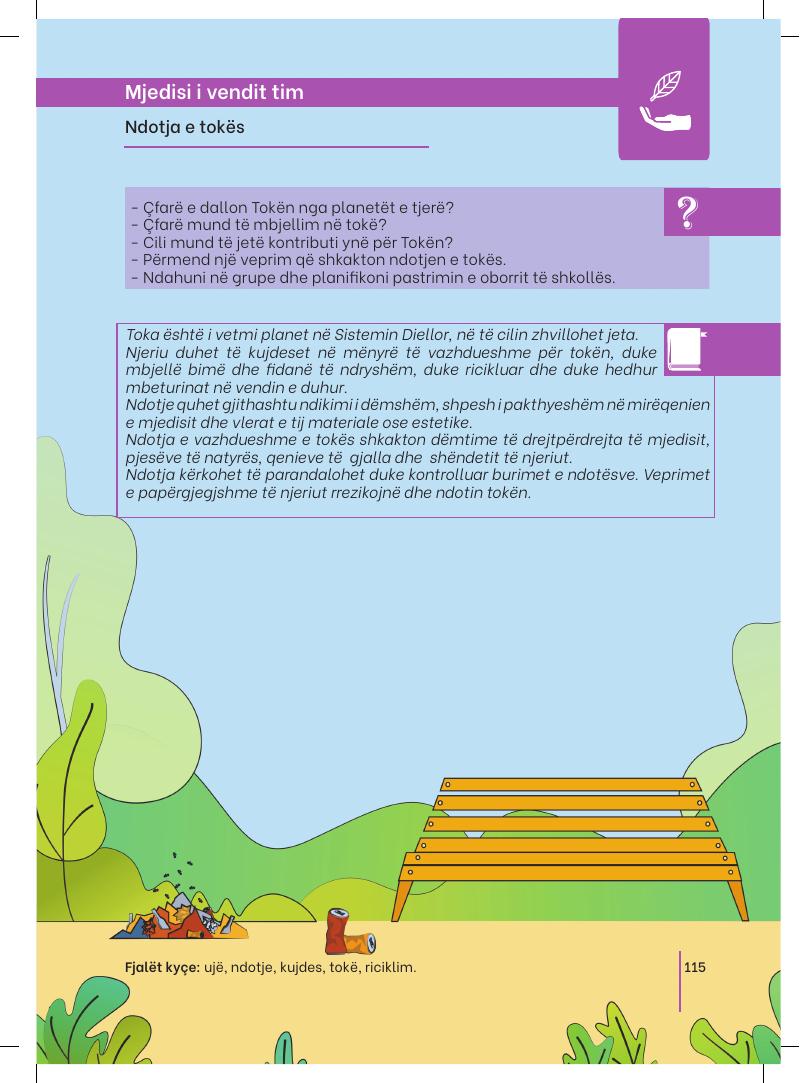 Mjedisi i vendit tim
Ndotja e tokës
?
- Çfarë e dallon Tokën nga planetët e tjerë?
- Çfarë mund të mbjellim në tokë?
- Cili mund të jetë kontributi ynë për Tokën?
- Përmend një veprim që shkakton ndotjen e tokës.
- Ndahuni në grupe dhe planifikoni pastrimin e oborrit të shkollës.
Toka është i vetmi planet në Sistemin Diellor, në të cilin zhvillohet jeta.
Njeriu duhet të kujdeset në mënyrë të vazhdueshme për tokën, duke
mbjellë bimë dhe fidanë të ndryshëm, duke ricikluar dhe duke hedhur
mbeturinat në vendin e duhur.
Ndotje quhet gjithashtu ndikimi i dëmshëm, shpesh i pakthyeshëm në mirëqenien
e mjedisit dhe vlerat e tij materiale ose estetike.
Ndotja e vazhdueshme e tokës shkakton dëmtime të drejtpërdrejta të mjedisit,
pjesëve të natyrës, qenieve të gjalla dhe shëndetit të njeriut.
Ndotja kërkohet të parandalohet duke kontrolluar burimet e ndotësve. Veprimet
e papërgjegjshme të njeriut rrezikojnë dhe ndotin tokën.
Fjalët kyçe: ujë, ndotje, kujdes, tokë, riciklim.
115